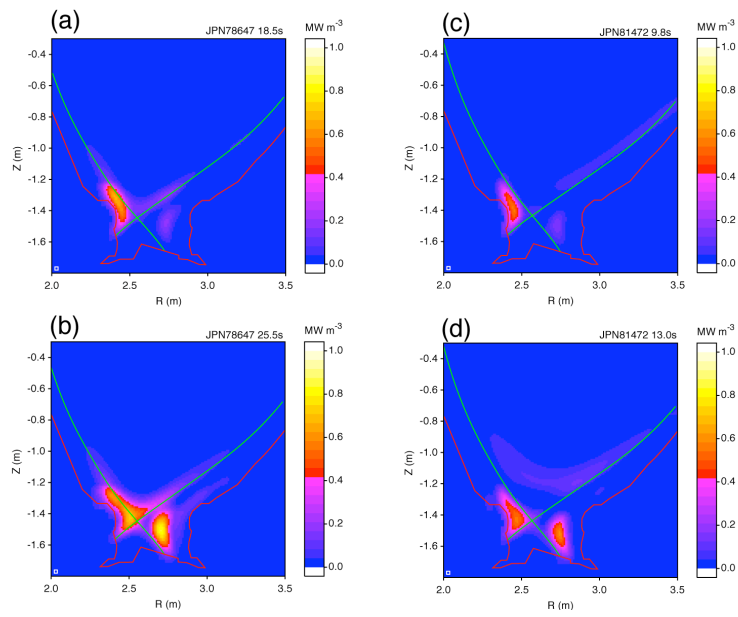 (a)
JPN78647 18.5s
MW m-3
-0.4
-0.6
-0.8
-1.0
-1.2
-1.4
-1.6
Z (m)
2.0 2.5 3.0 3.5
R (m)
1.0
0.8
0.6
0.4
0.2
0.0
(c)
JPN81472 9.8s
MW m-3
-0.4
-0.6
-0.8
-1.0
-1.2
-1.4
-1.6
Z (m)
2.0 2.5 3.0 3.5
R (m)
1.0
0.8
0.6
0.4
0.2
0.0
(b)
JPN78647 25.5s
MW m-3
-0.4
-0.6
-0.8
-1.0
-1.2
-1.4
-1.6
Z (m)
2.0 2.5 3.0 3.5
R (m)
1.0
0.8
0.6
0.4
0.2
0.0
(d)
JPN81472 13.0s
MW m-3
-0.4
-0.6
-0.8
-1.0
-1.2
-1.4
-1.6
Z (m)
2.0 2.5 3.0 3.5
R (m)
1.0
0.8
0.6
0.4
0.2
0.0